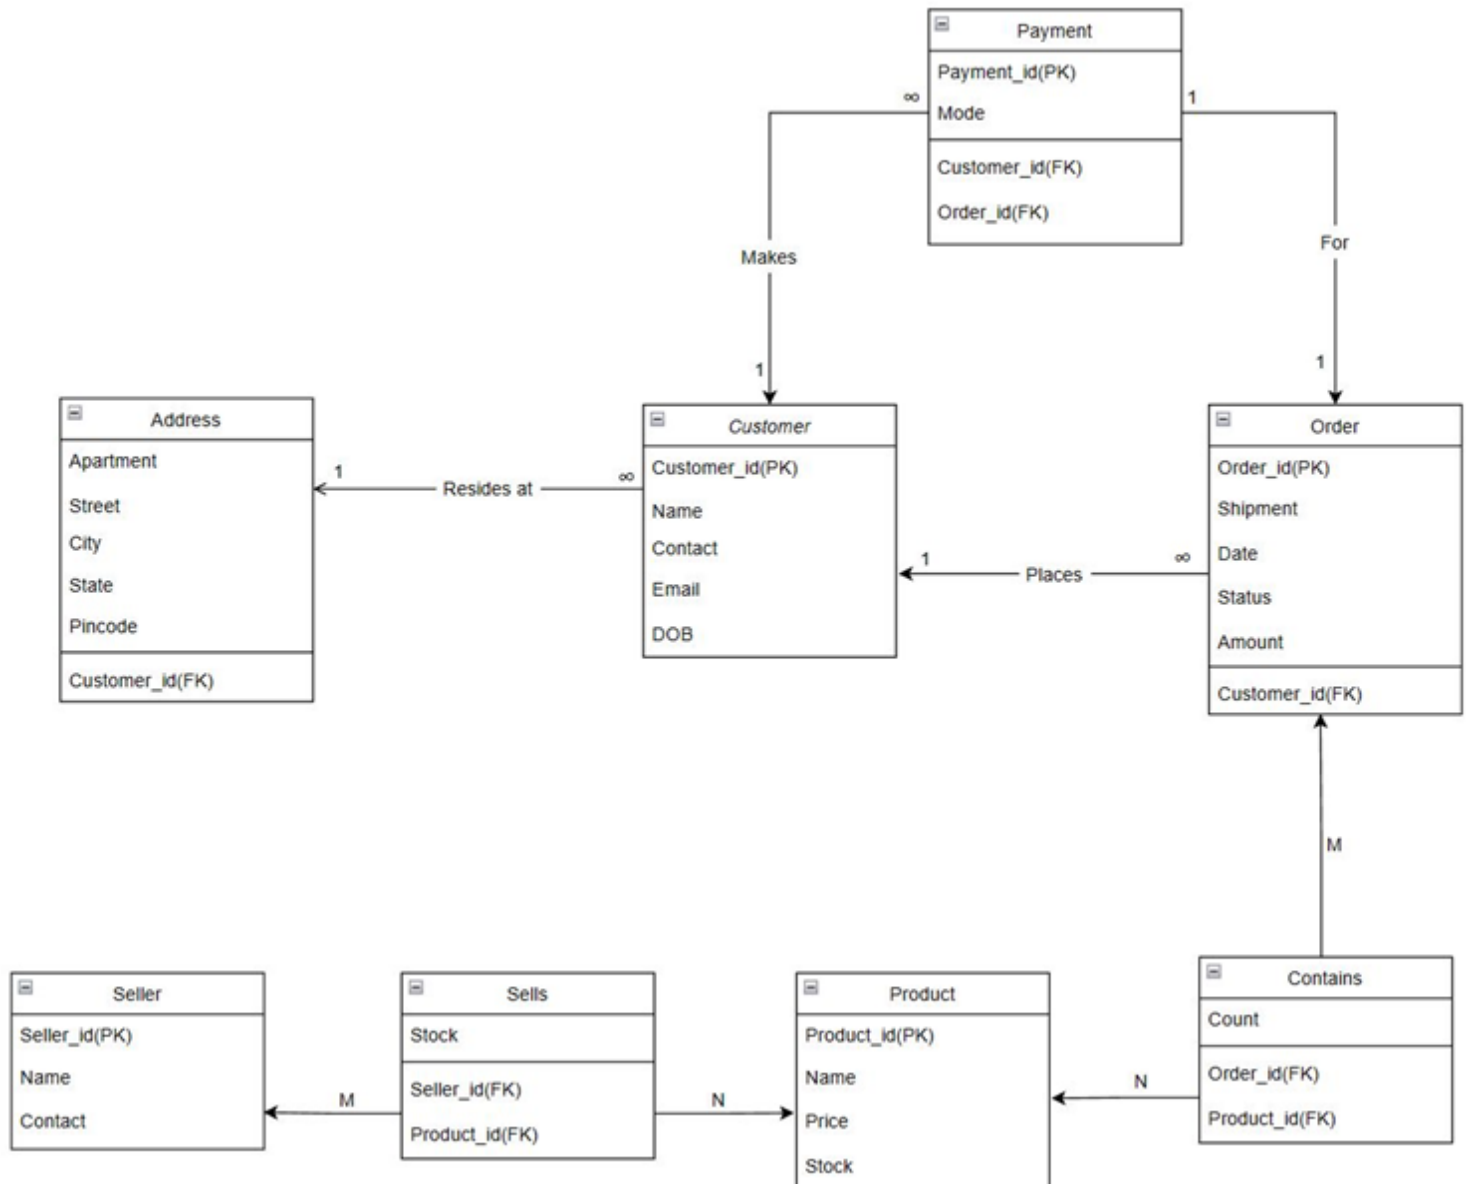 Payment
Payment_id(PK)
Mode
Customer_id(FK)
Order_id(FK)
∞
1
Makes
For
1
1
Address
Apartment
Street
City
State
Pincode
Customer_id(FK)
1
Resides at
∞
Customer
Customer_id(PK)
Name
Contact
Email
DOB
1
Places
∞
Order
Order_id(PK)
Shipment
Date
Status
Amount
Customer_id(FK)
M
Seller
Seller_id(PK)
Name
Contact
M
Sells
Stock
Seller_id(FK)
Product_id(FK)
N
Product
Product_id(PK)
Name
Price
Stock
N
Contains
Count
Order_id(FK)
Product_id(FK)